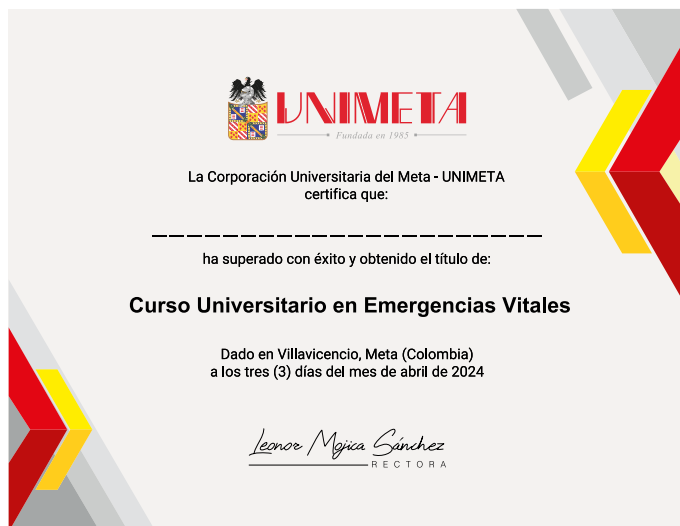 UNIMETA
Fundada en 1985
La Corporación Universitaria del Meta - UNIMETA
certifica que:
ha superado con éxito y obtenido el título de:
Curso Universitario en Emergencias Vitales
Dado en Villavicencio, Meta (Colombia)
a los tres (3) días del mes de abril de 2024
Leonor Mojica Sánchez
RECTORA